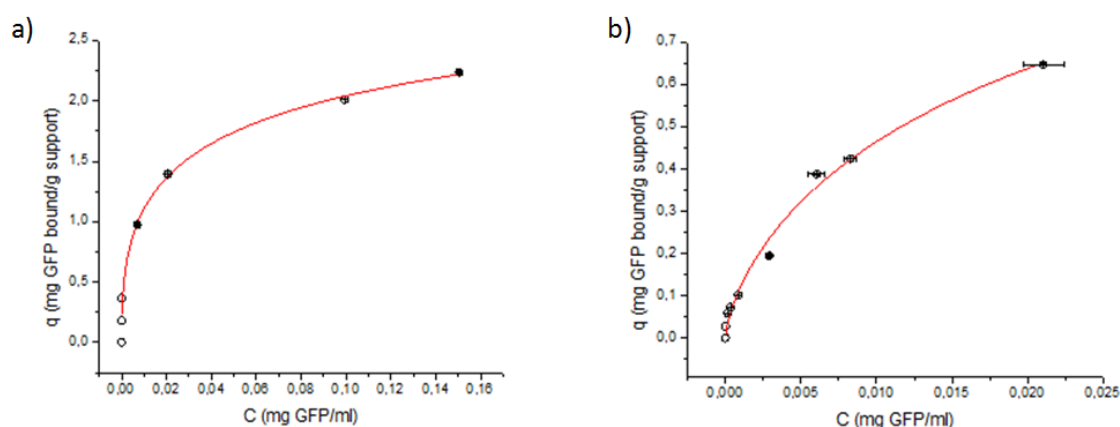 a)
q (mg GFP bound/g support)
2,5
2,0
1,5
1,0
0,5
0,0
0,00 0,02 0,04 0,06 0,08 0,10 0,12 0,14 0,16
C (mg GFP/ml)
b)
q (mg GFP bound/g support)
0,7
0,6
0,5
0,4
0,3
0,2
0,1
0,0
0,000 0,005 0,010 0,015 0,020 0,025
C (mg GFP/ml)